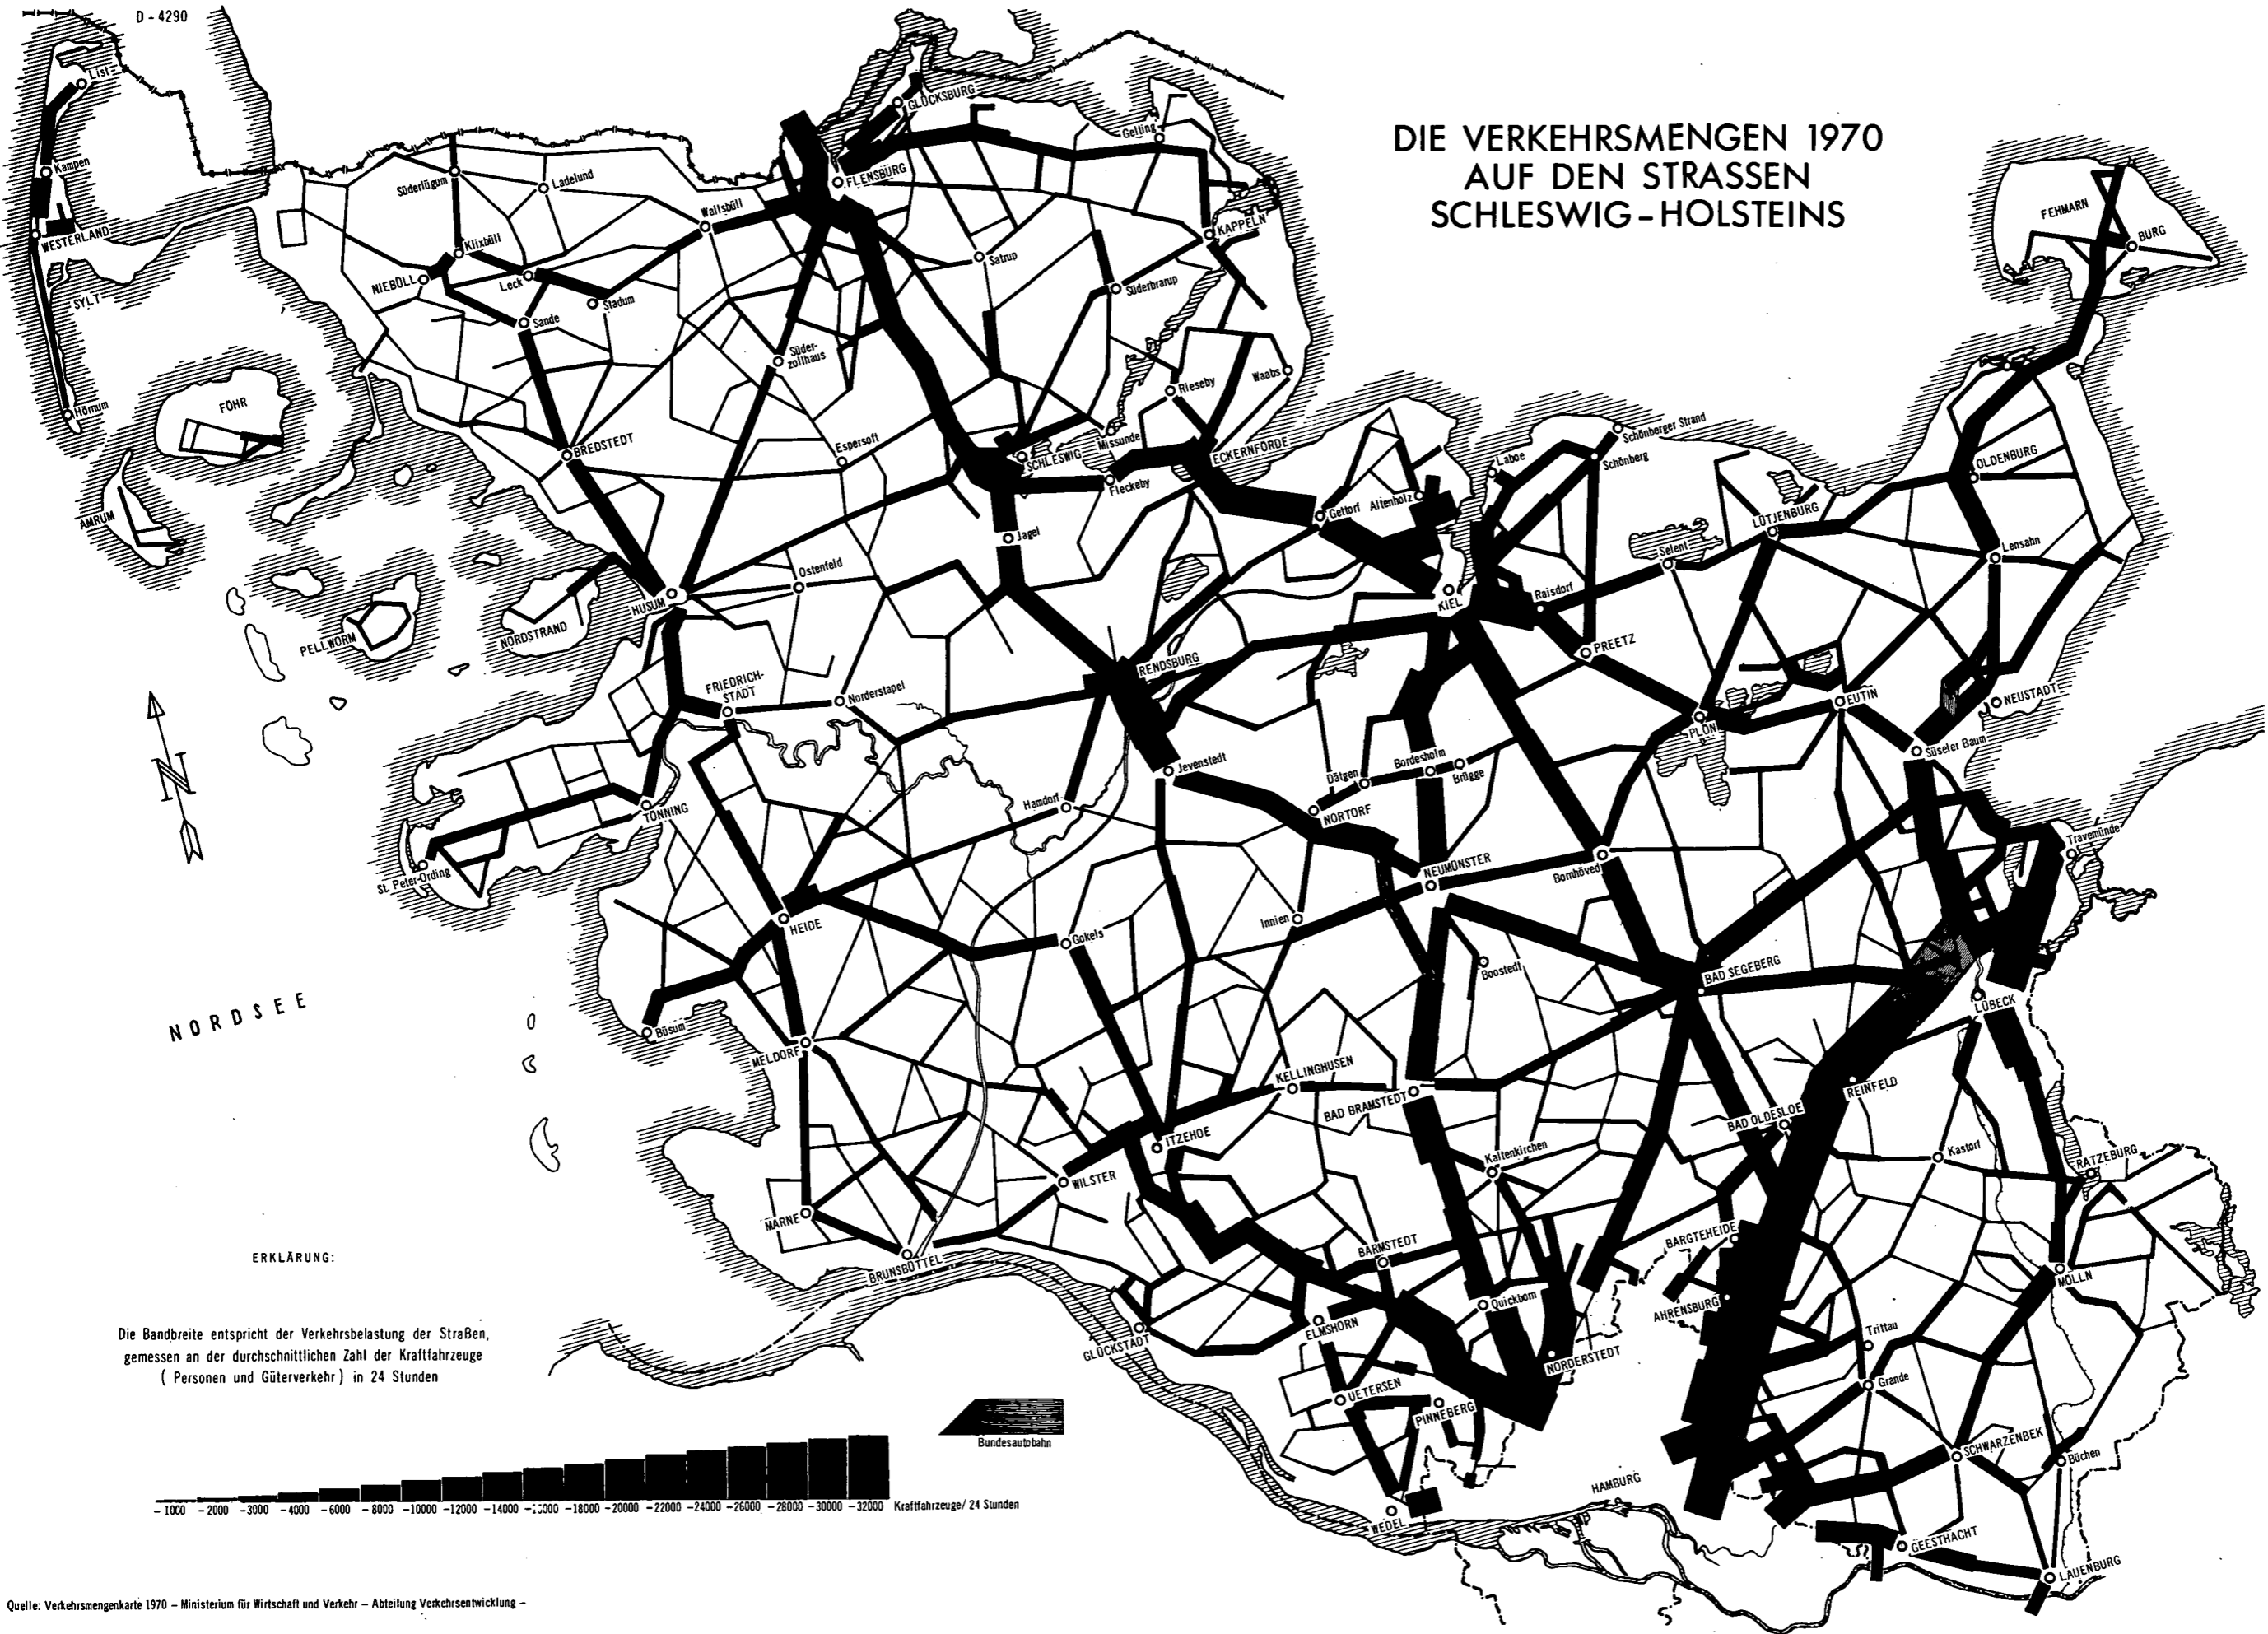 D - 4290
DIE VERKEHRSMENGEN 1970
AUF DEN STRASSEN
SCHLESWIG-HOLSTEINS
List
Kampen
WESTERLAND
SYLT
Hörnum
FÖHR
AMRUM
PELLWORM
NORDSTRAND
Süderlügum
Ladelund
Klixbüll
NIEBÜLL
Leck
Stadum
Sande
Wallsbüll
GLÜCKSBURG
FLENSBURG
Gelting
KAPPELN
Satrup
Süderbrarup
Süder-
zollhaus
Rieseby
Waabs
BREDSTEDT
Espersoft
SCHLESWIG
Missunde
Fleckeby
ECKERNFÖRDE
Jagel
Gettorf
Altenholz
Laboe
Schönberger Strand
Schönberg
FEHMARN
BURG
OLDENBURG
LÜTJENBURG
Lensahn
Selent
Raisdorf
KIEL
PREETZ
HUSUM
Ostenfeld
FRIEDRICH-
STADT
Norderstapel
RENDSBURG
EUTIN
NEUSTADT
PLÖN
Süseler Baum
Jevenstedt
Bordesholm
Dätgen
Brügge
NORTORF
Hamdorf
TÖNNING
St. Peter-Ording
Travemünde
NEUMÜNSTER
Bornhöved
HEIDE
Gokels
Innien
Boostedt
BAD SEGEBERG
LÜBECK
NORDSEE
Büsum
MELDORF
KELLINGHUSEN
BAD BRAMSTEDT
REINFELD
BAD OLDESLOE
ITZEHOE
Kaltenkirchen
Kastorf
RATZEBURG
WILSTER
MARNE
BRUNSBÜTTEL
BARMSTEDT
BARGTEHEIDE
MÖLLN
Quickborn
AHRENSBURG
GLÜCKSTADT
ELMSHORN
NORDERSTEDT
Trittau
Grande
UETERSEN
PINNEBERG
SCHWARZENBEK
Büchen
HAMBURG
WEDEL
GEESTHACHT
LAUENBURG
N
ERKLÄRUNG:
Die Bandbreite entspricht der Verkehrsbelastung der Straßen,
gemessen an der durchschnittlichen Zahl der Kraftfahrzeuge
( Personen und Güterverkehr ) in 24 Stunden
Bundesautobahn
- 1000 - 2000 -3000 - 4000 - 6000 - 8000 -10000 -12000 -14000 -18000 -20000 -22000 -24000 -26000 -28000 -30000 -32000 Kraftfahrzeuge/ 24 Stunden
Quelle: Verkehrsmengenkarte 1970 – Ministerium für Wirtschaft und Verkehr – Abteilung Verkehrsentwicklung –